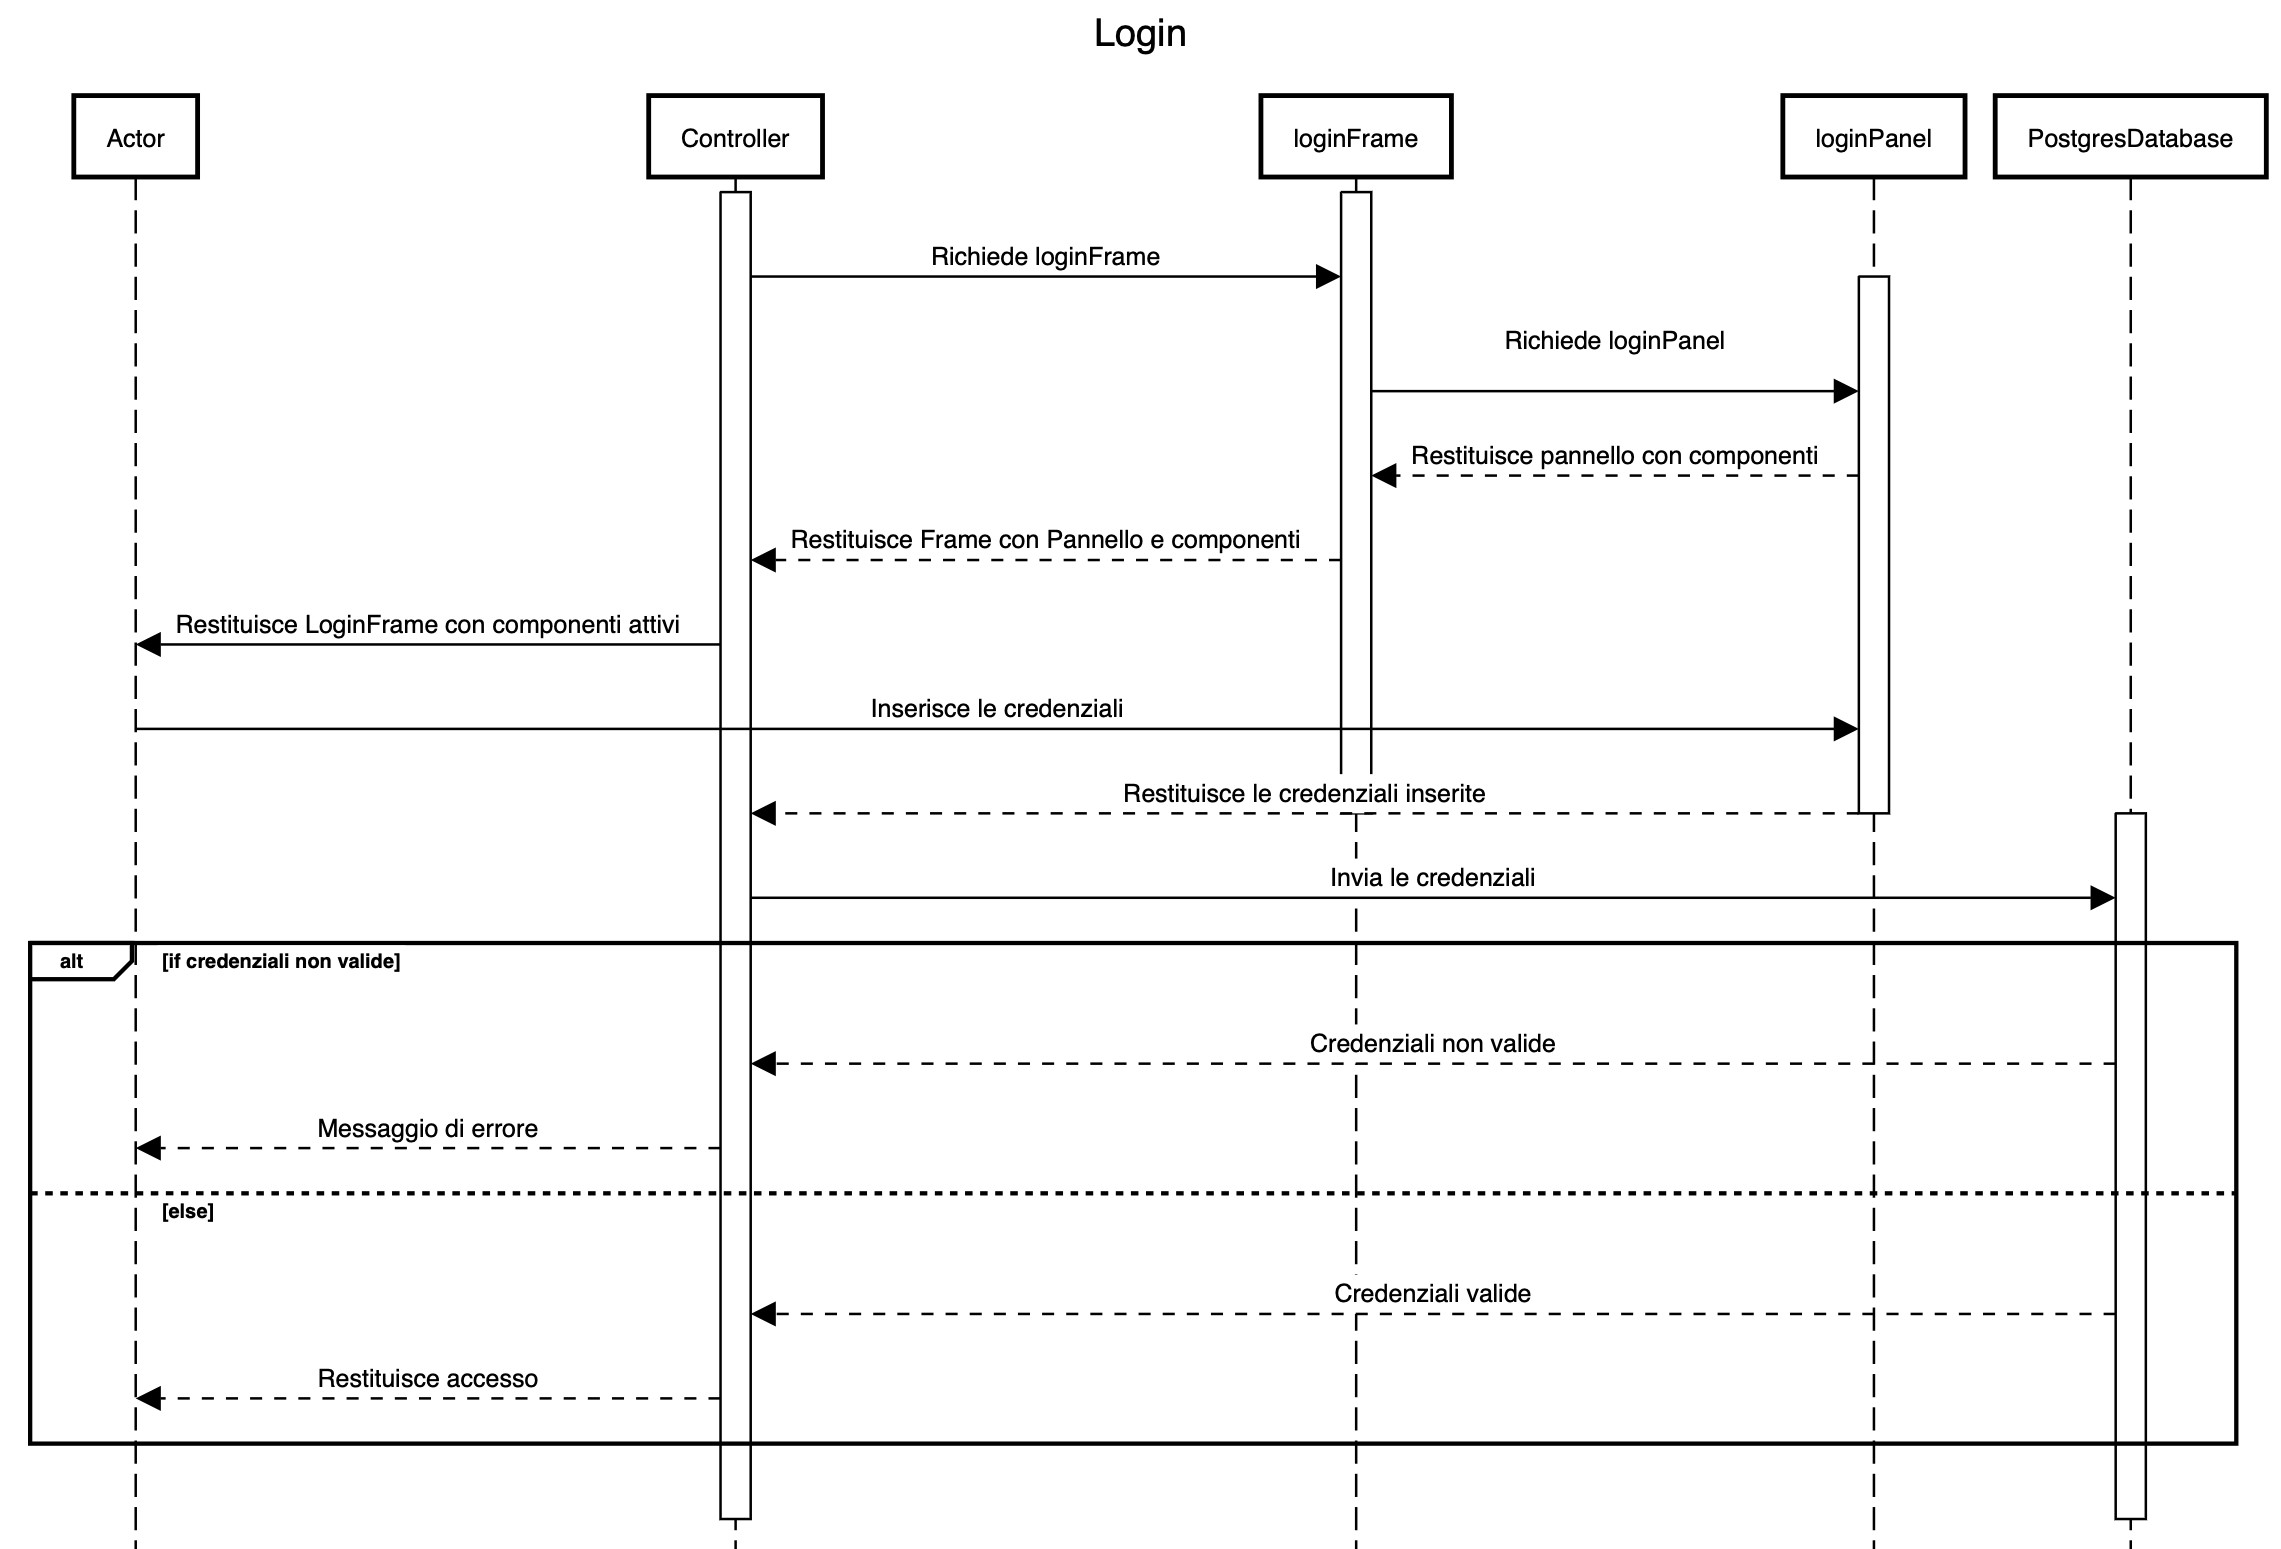 Login
Actor
Controller
loginFrame
loginPanel
PostgresDatabase
Richiede loginFrame
Richiede loginPanel
Restituisce pannello con componenti
Restituisce Frame con Pannello e componenti
Restituisce LoginFrame con componenti attivi
Inserisce le credenziali
Restituisce le credenziali inserite
Invia le credenziali
alt
[if credenziali non valide]
Credenziali non valide
Messaggio di errore
[else]
Credenziali valide
Restituisce accesso